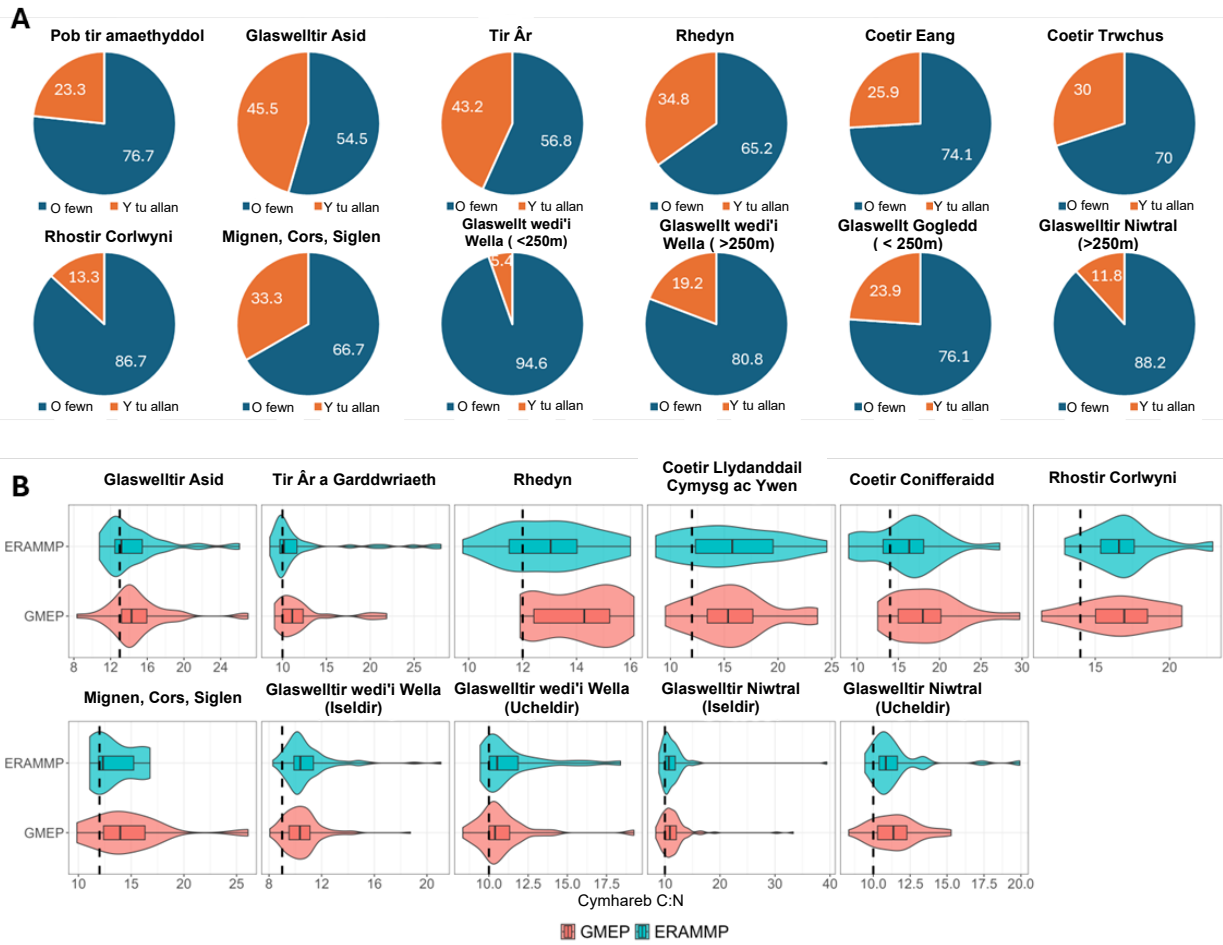 A
Pob tir amaethyddol
Glaswelltir Asid
Tir Âr
Rhedyn
Coetir Eang
Coetir Trwchus
23.3
76.7
45.5
54.5
43.2
56.8
34.8
65.2
25.9
74.1
30
70
O fewn Y tu allan
O fewn Y tu allan
O fewn Y tu allan
O fewn Y tu allan
O fewn Y tu allan
O fewn Y tu allan
Rhostir Corlwyni
Mignen, Cors, Siglen
Glaswellt wedi'i
Wella ( <250m)
Glaswellt wedi'i
Wella ( >250m)
Glaswellt Gogledd
( < 250m)
Glaswelltir Niwtral
(>250m)
13.3
86.7
33.3
66.7
5.4
94.6
19.2
80.8
23.9
76.1
11.8
88.2
O fewn Y tu allan
O fewn Y tu allan
O fewn Y tu allan
O fewn Y tu allan
O fewn Y tu allan
O fewn Y tu allan
B
Glaswelltir Asid
Tir Âr a Garddwriaeth
Rhedyn
Coetir Llydanddail
Cymysg ac Ywen
Coetir Conifferaidd
Rhostir Corlwyni
ERAMMP
GMEP
8 12 16 20 24
10 15 20 25
10 12 14 16
10 15 20 25
10 15 20 25 30
15 20
Mignen, Cors, Siglen
Glaswelltir wedi'i Wella
(Iseldir)
Glaswelltir wedi'i Wella
(Ucheldir)
Glaswelltir Niwtral
(Iseldir)
Glaswelltir Niwtral
(Ucheldir)
ERAMMP
GMEP
10 15 20 25
8 12 16 20
10.0 12.5 15.0 17.5
10 20 30 40
10.0 12.5 15.0 17.5 20.0
Cymhareb C:N
GMEP ERAMMP